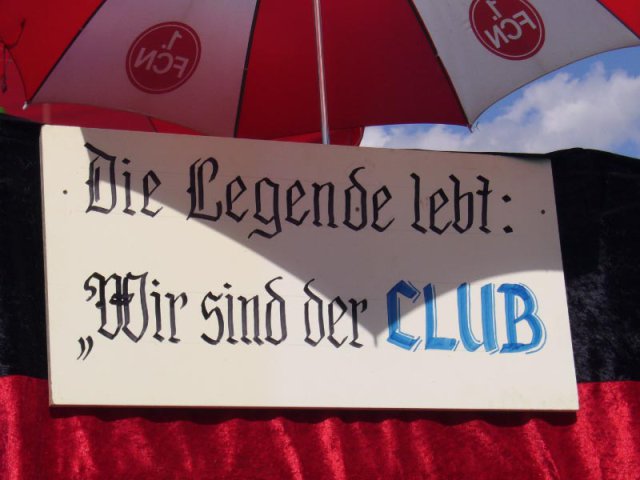 1. FCN
1. FCN
Die Legende lebt:
„Wir sind der CLUB